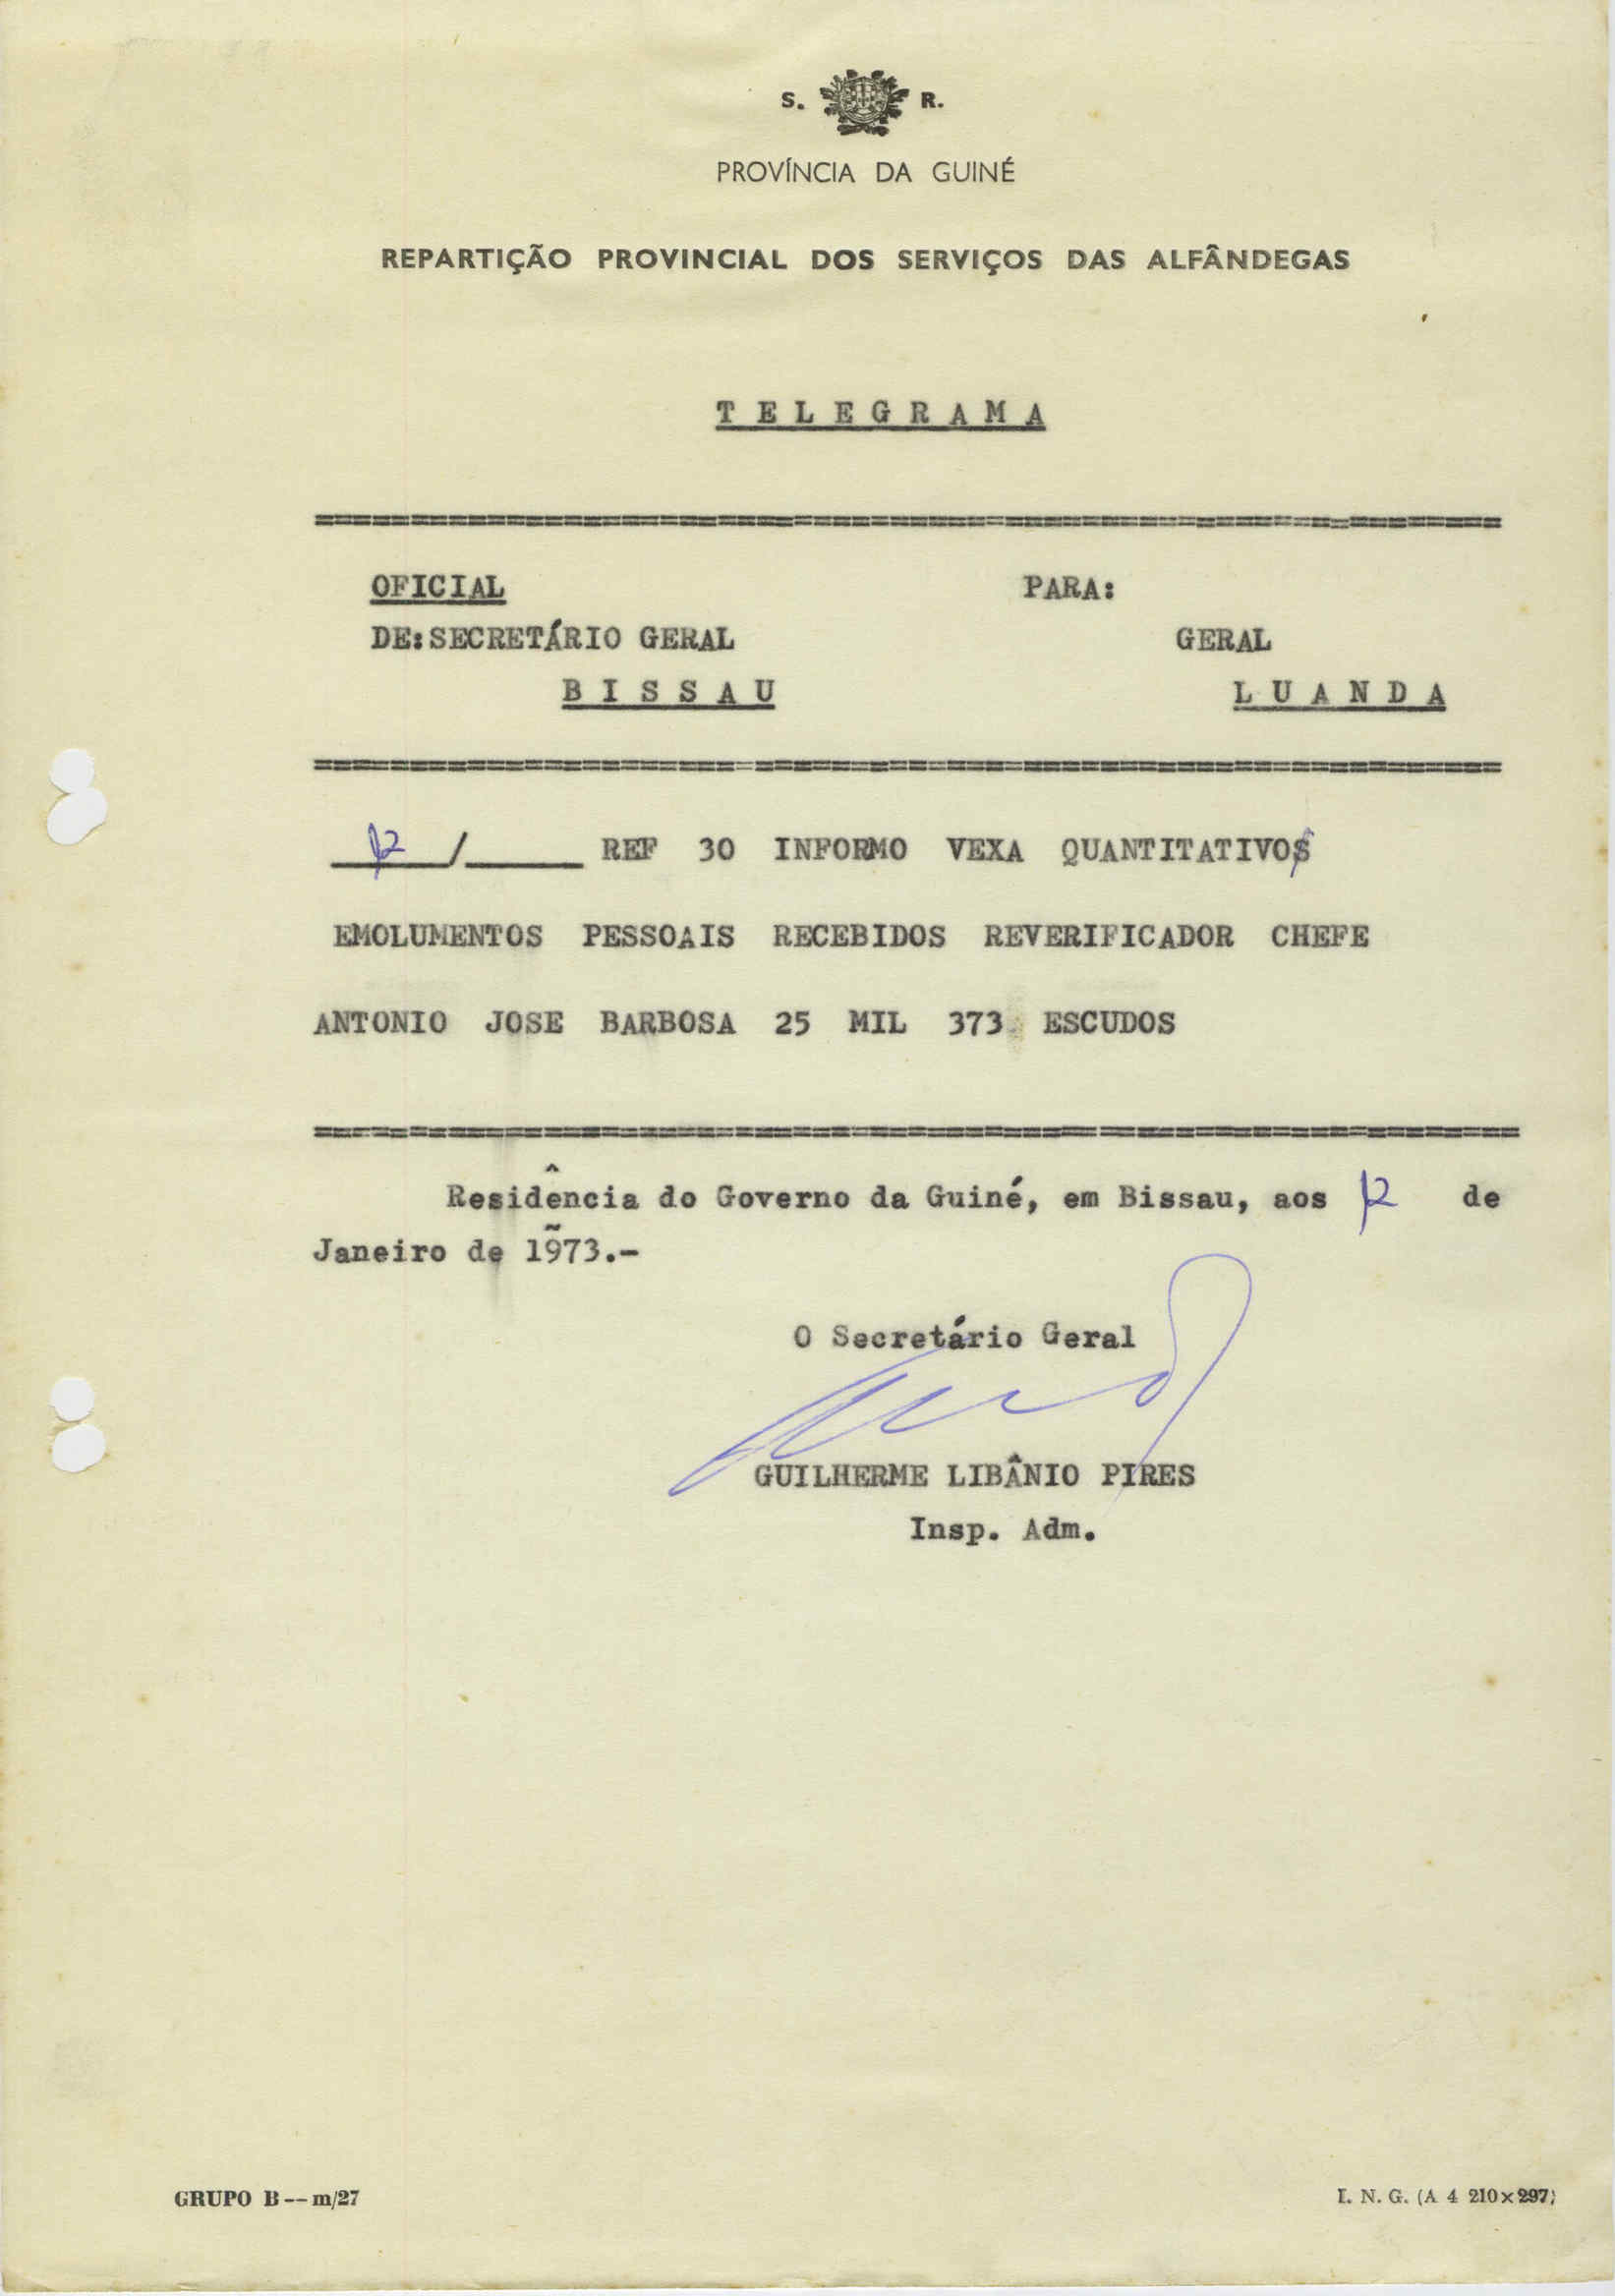 S. R.
PROVÍNCIA DA GUINÉ
REPARTIÇÃO PROVINCIAL DOS SERVIÇOS DAS ALFÂNDEGAS
TELEGRAMA
OFICIAL PARA:
DE: SECRETÁRIO GERAL GERAL
BISSAU LUANDA
12 / REF 30 INFORMO VEXA QUANTITATIVOS
EMOLUMENTOS PESSOAIS RECEBIDOS REVERIFICADOR CHEFE
ANTONIO JOSE BARBOSA 25 MIL 373 ESCUDOS
Residência do Governo da Guiné, em Bissau, aos 12 de
Janeiro de 1973.-
O Secretário Geral
GUILHERME LIBÂNIO PIRES
Insp. Adm.
GRUPO B -- m/27 I. N. G. (A 4 210×297)